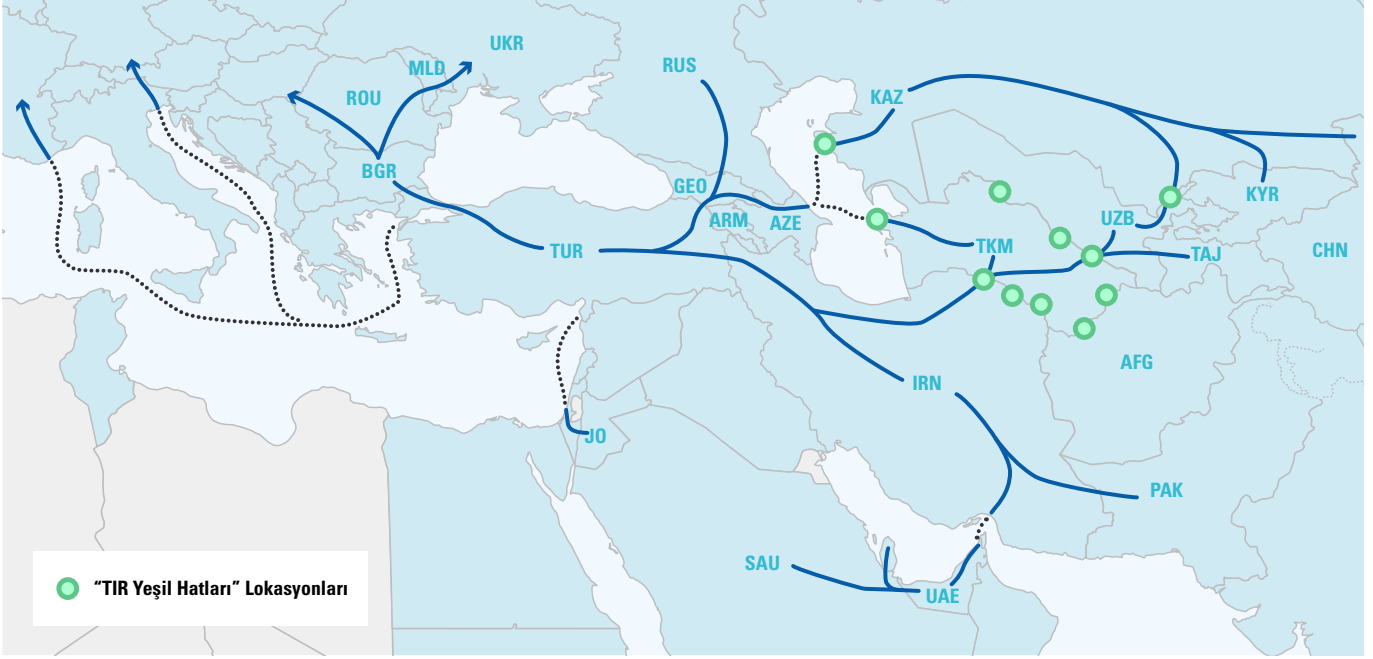 UKR
MLD
RUS
ROU
KAZ
BGR
GEO
KYR
ARM
AZE
UZB
TUR
TKM
TAJ
CHN
AFG
IRN
JO
PAK
SAU
UAE
“TIR Yeşil Hatları” Lokasyonları